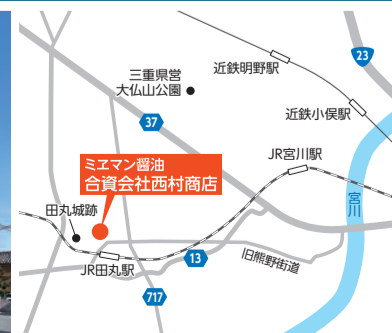 23
近鉄明野駅
三重県営
大仏山公園
近鉄小俣駅
37
JR宮川駅
ミエマン醤油
合資会社西村商店
宮川
田丸城跡
旧熊野街道
JR田丸駅
13
717